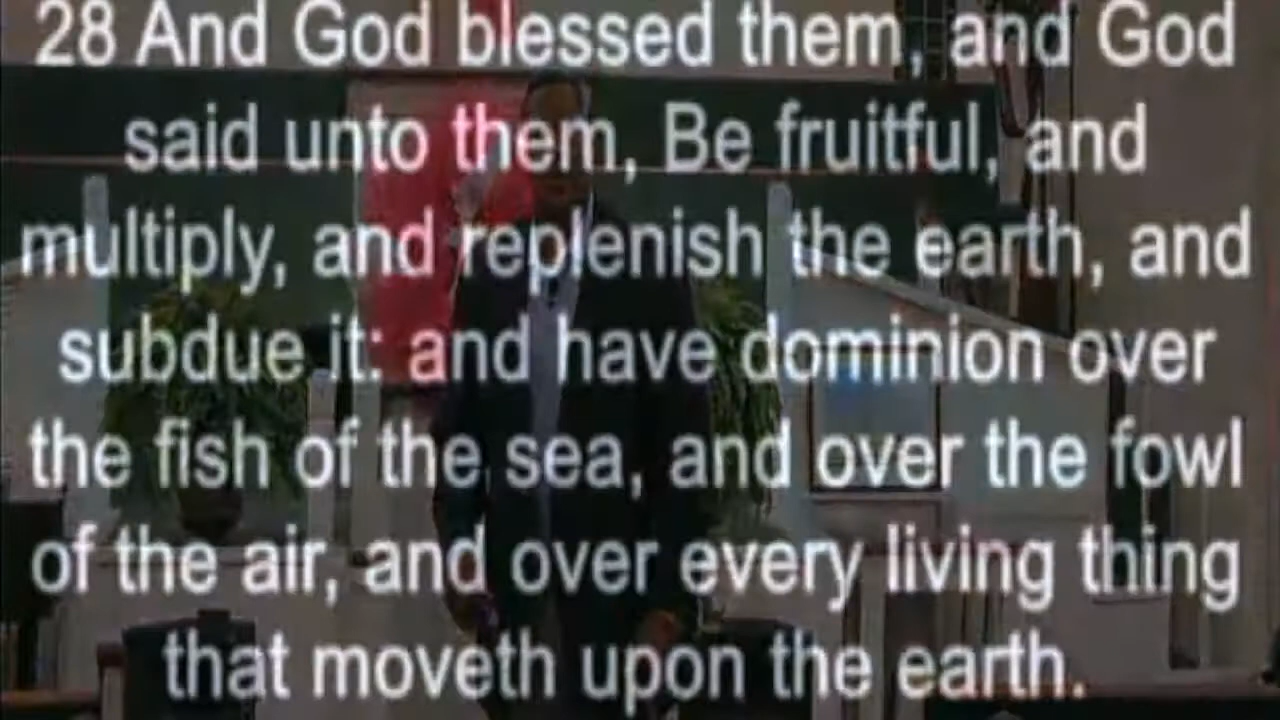 28 And God blessed them, and God
said unto them, Be fruitful, and
multiply, and replenish the earth, and
subdue it: and have dominion over
the fish of the sea, and over the fowl
of the air, and over every living thing
that moveth upon the earth.